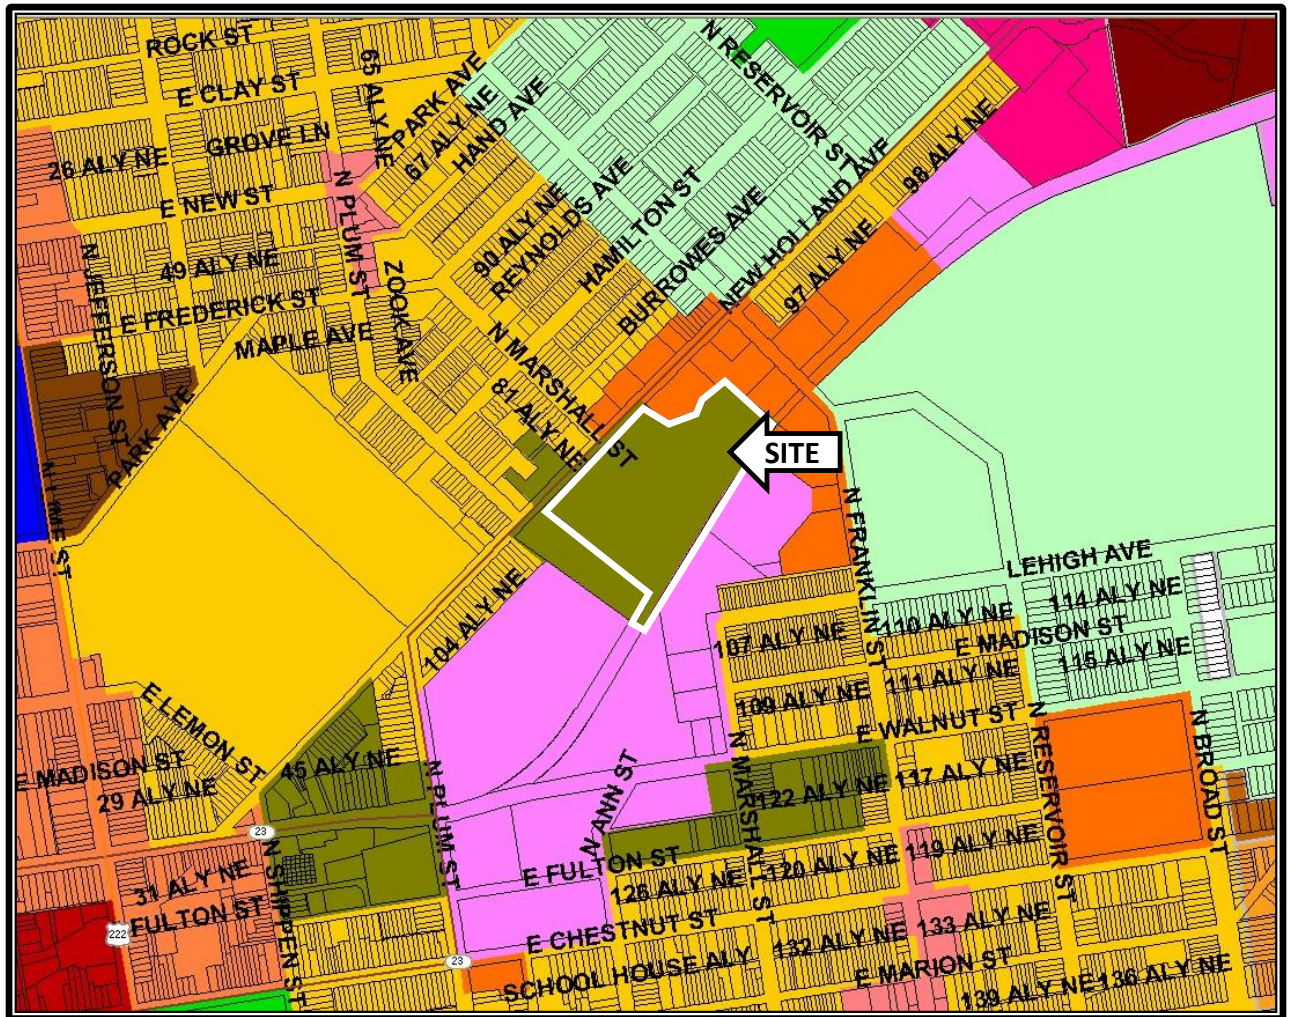 ROCK ST
E CLAY ST
65 ALY NE
PARK AVE
67 ALY NE
HAND AVE
N RESERVOIR ST
GROVE LN
26 ALY NE
E NEW ST
N PLUM ST
98 ALY NE
90 ALY NE
REYNOLDS AVE
HAMILTON ST
BURROWES AVE
NEW HOLLAND AVE
97 ALY NE
N JEFFERSON ST
49 ALY NE
ZOOK AVE
E FREDERICK ST
MAPLE AVE
N MARSHALL ST
81 ALY NE
PARK AVE
SITE
N LIME ST
N FRANKLIN ST
LEHIGH AVE
104 ALY NE
114 ALY NE
110 ALY NE
E MADISON ST
107 ALY NE
115 ALY NE
111 ALY NE
109 ALY NE
E LEMON ST
E WALNUT ST
N RESERVOIR ST
N BROAD ST
E MADISON ST
45 ALY NE
29 ALY NE
N PLUM ST
N ANN ST
N MARSHALL ST
122 ALY NE
117 ALY NE
23
N SHIPPEN ST
119 ALY NE
E FULTON ST
120 ALY NE
126 ALY NE
31 ALY NE
FULTON ST
222
E CHESTNUT ST
133 ALY NE
132 ALY NE
23
SCHOOL HOUSE ALY
E MARION ST
139 ALY NE
136 ALY NE